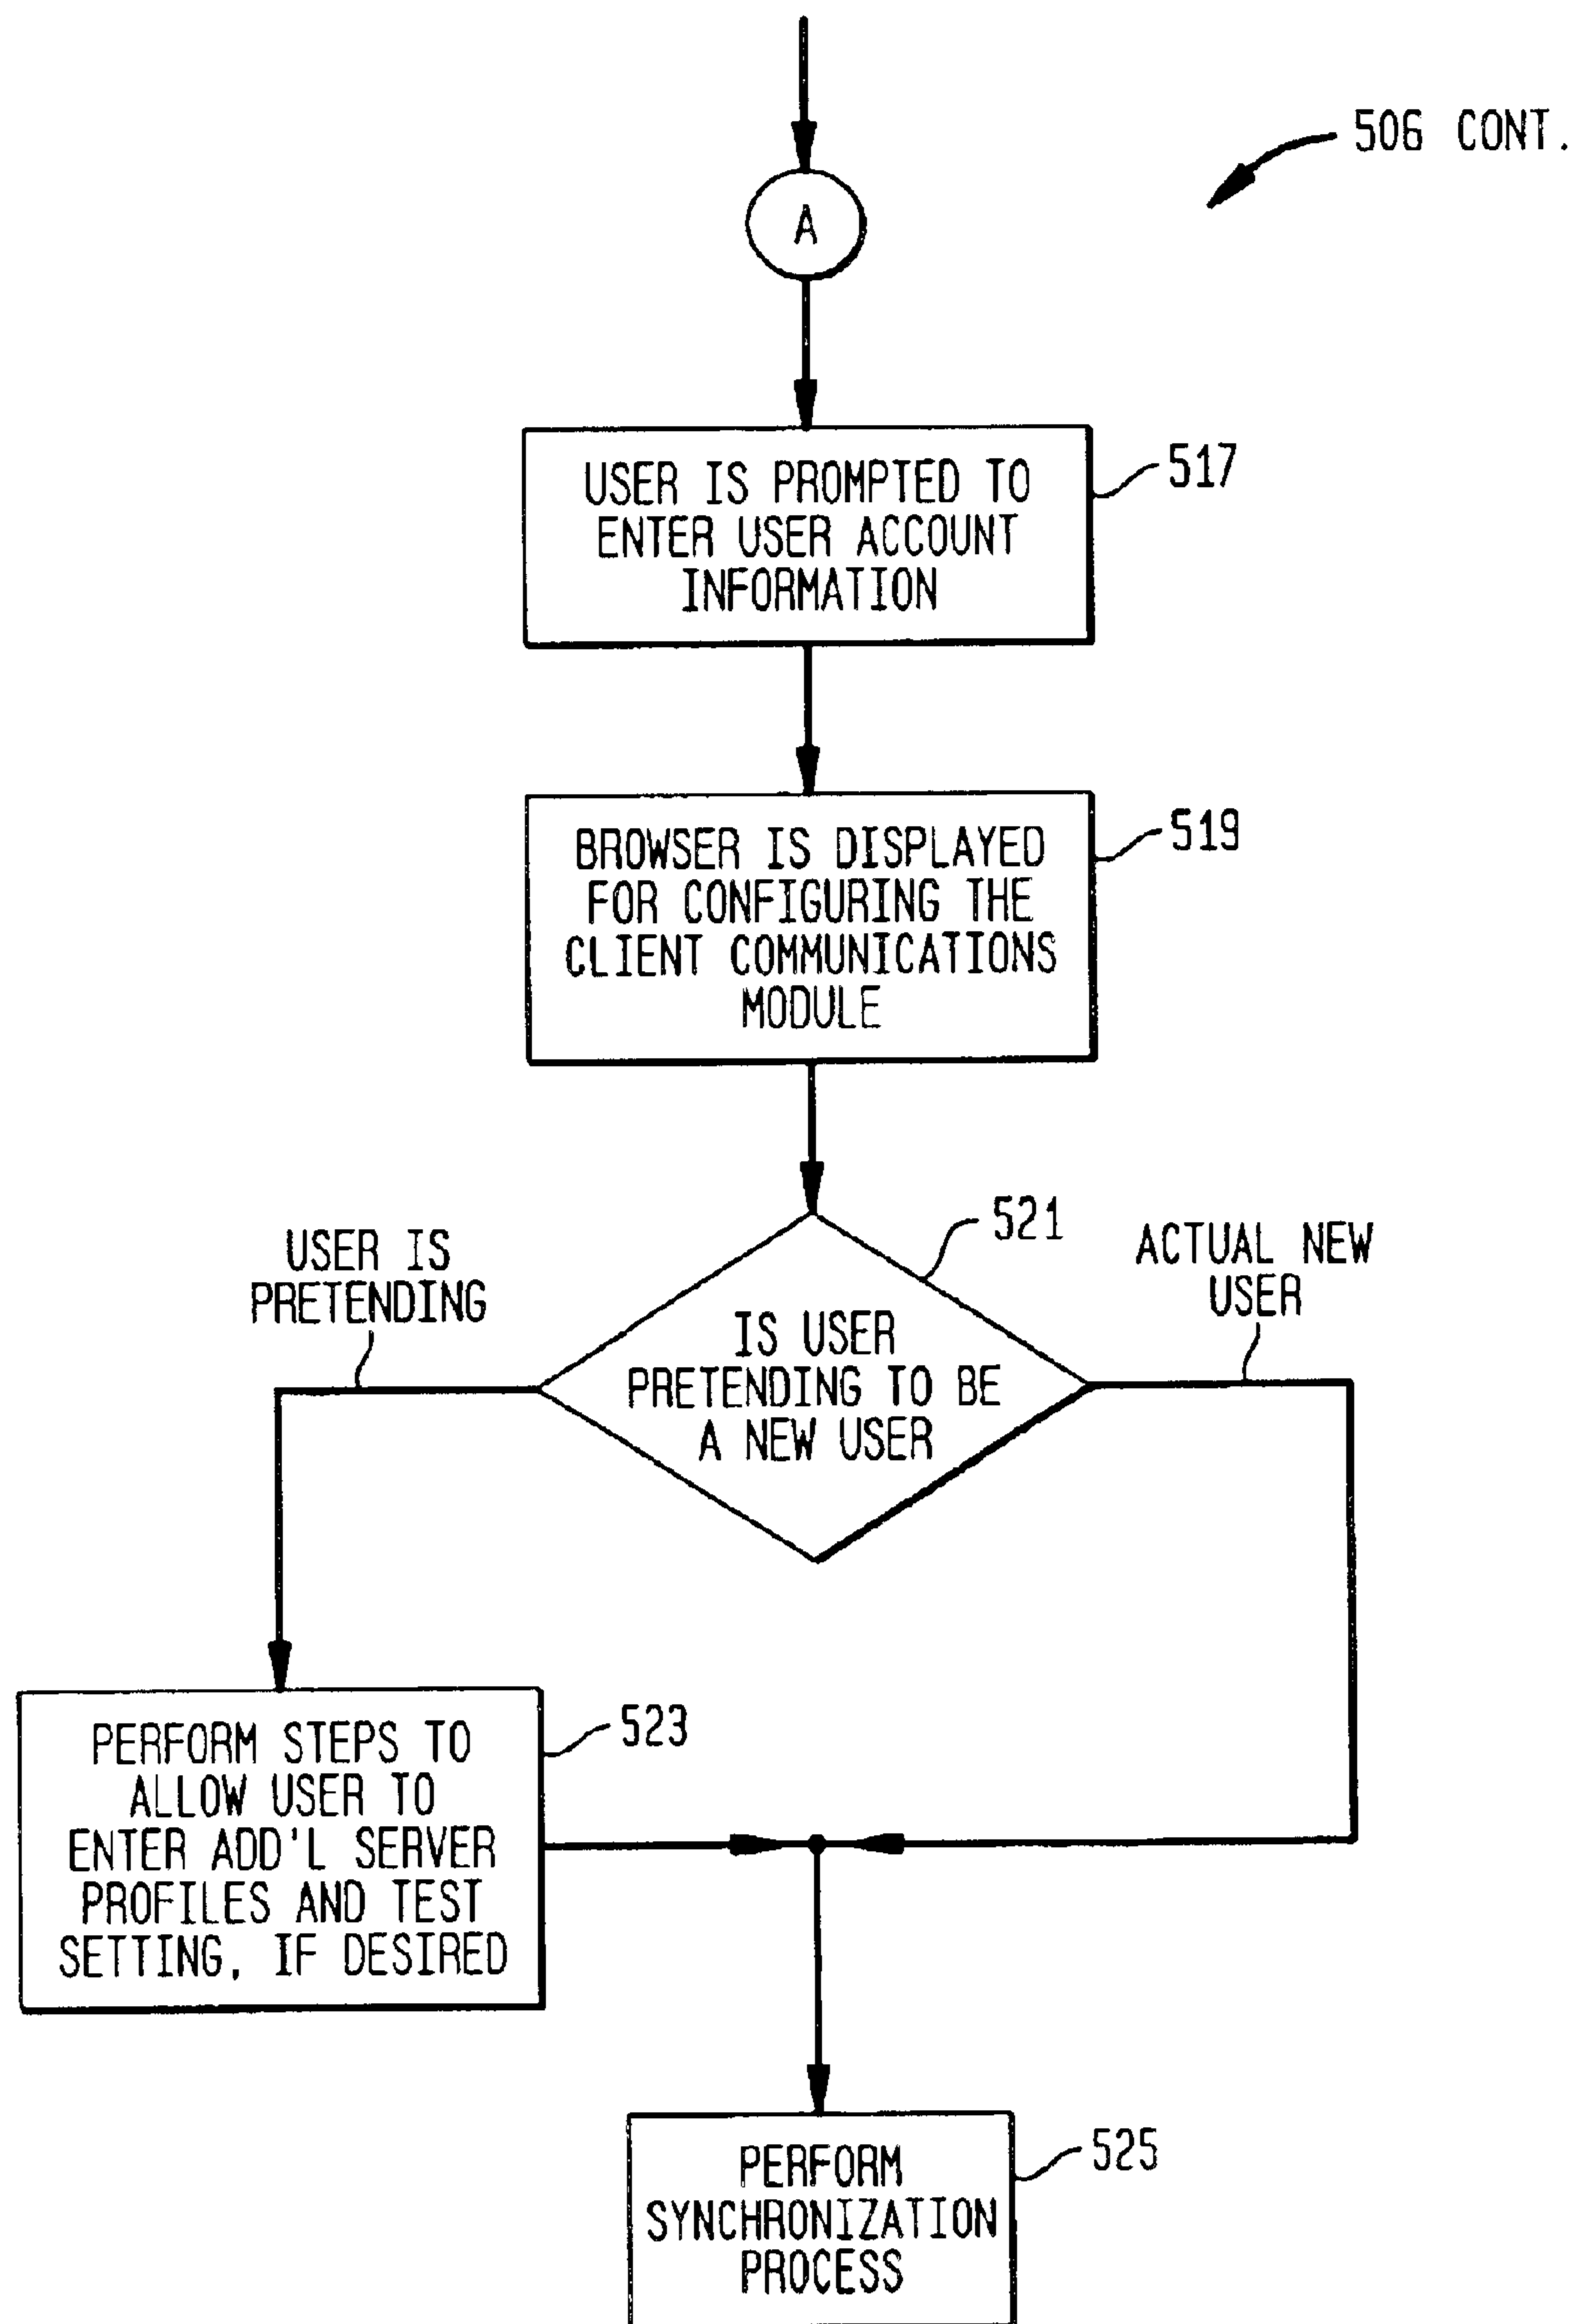 506 CONT.
A
USER IS PROMPTED TO
ENTER USER ACCOUNT
INFORMATION
517
BROWSER IS DISPLAYED
FOR CONFIGURING THE
CLIENT COMMUNICATIONS
MODULE
519
521
USER IS
PRETENDING
ACTUAL NEW
USER
IS USER
PRETENDING TO BE
A NEW USER
PERFORM STEPS TO
ALLOW USER TO
ENTER ADD'L SERVER
PROFILES AND TEST
SETTING, IF DESIRED
523
PERFORM
SYNCHRONIZATION
PROCESS
525